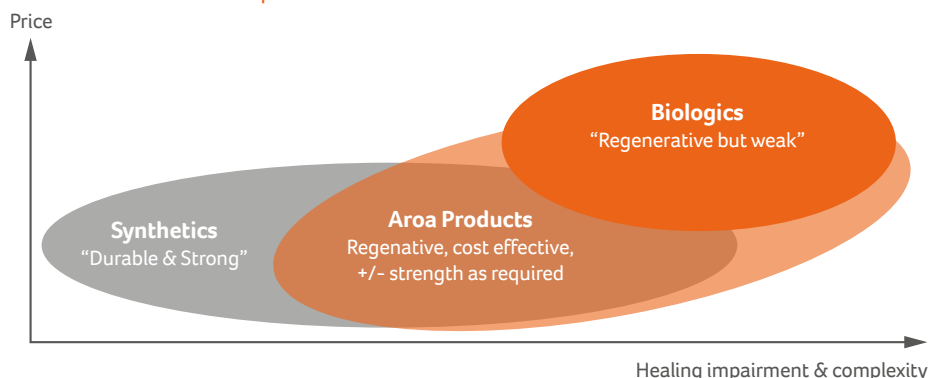 Price
Biologics
“Regenerative but weak”
Aroa Products
Regenative, cost effective,
+/- strength as required
Synthetics
“Durable & Strong”
Healing impairment & complexity